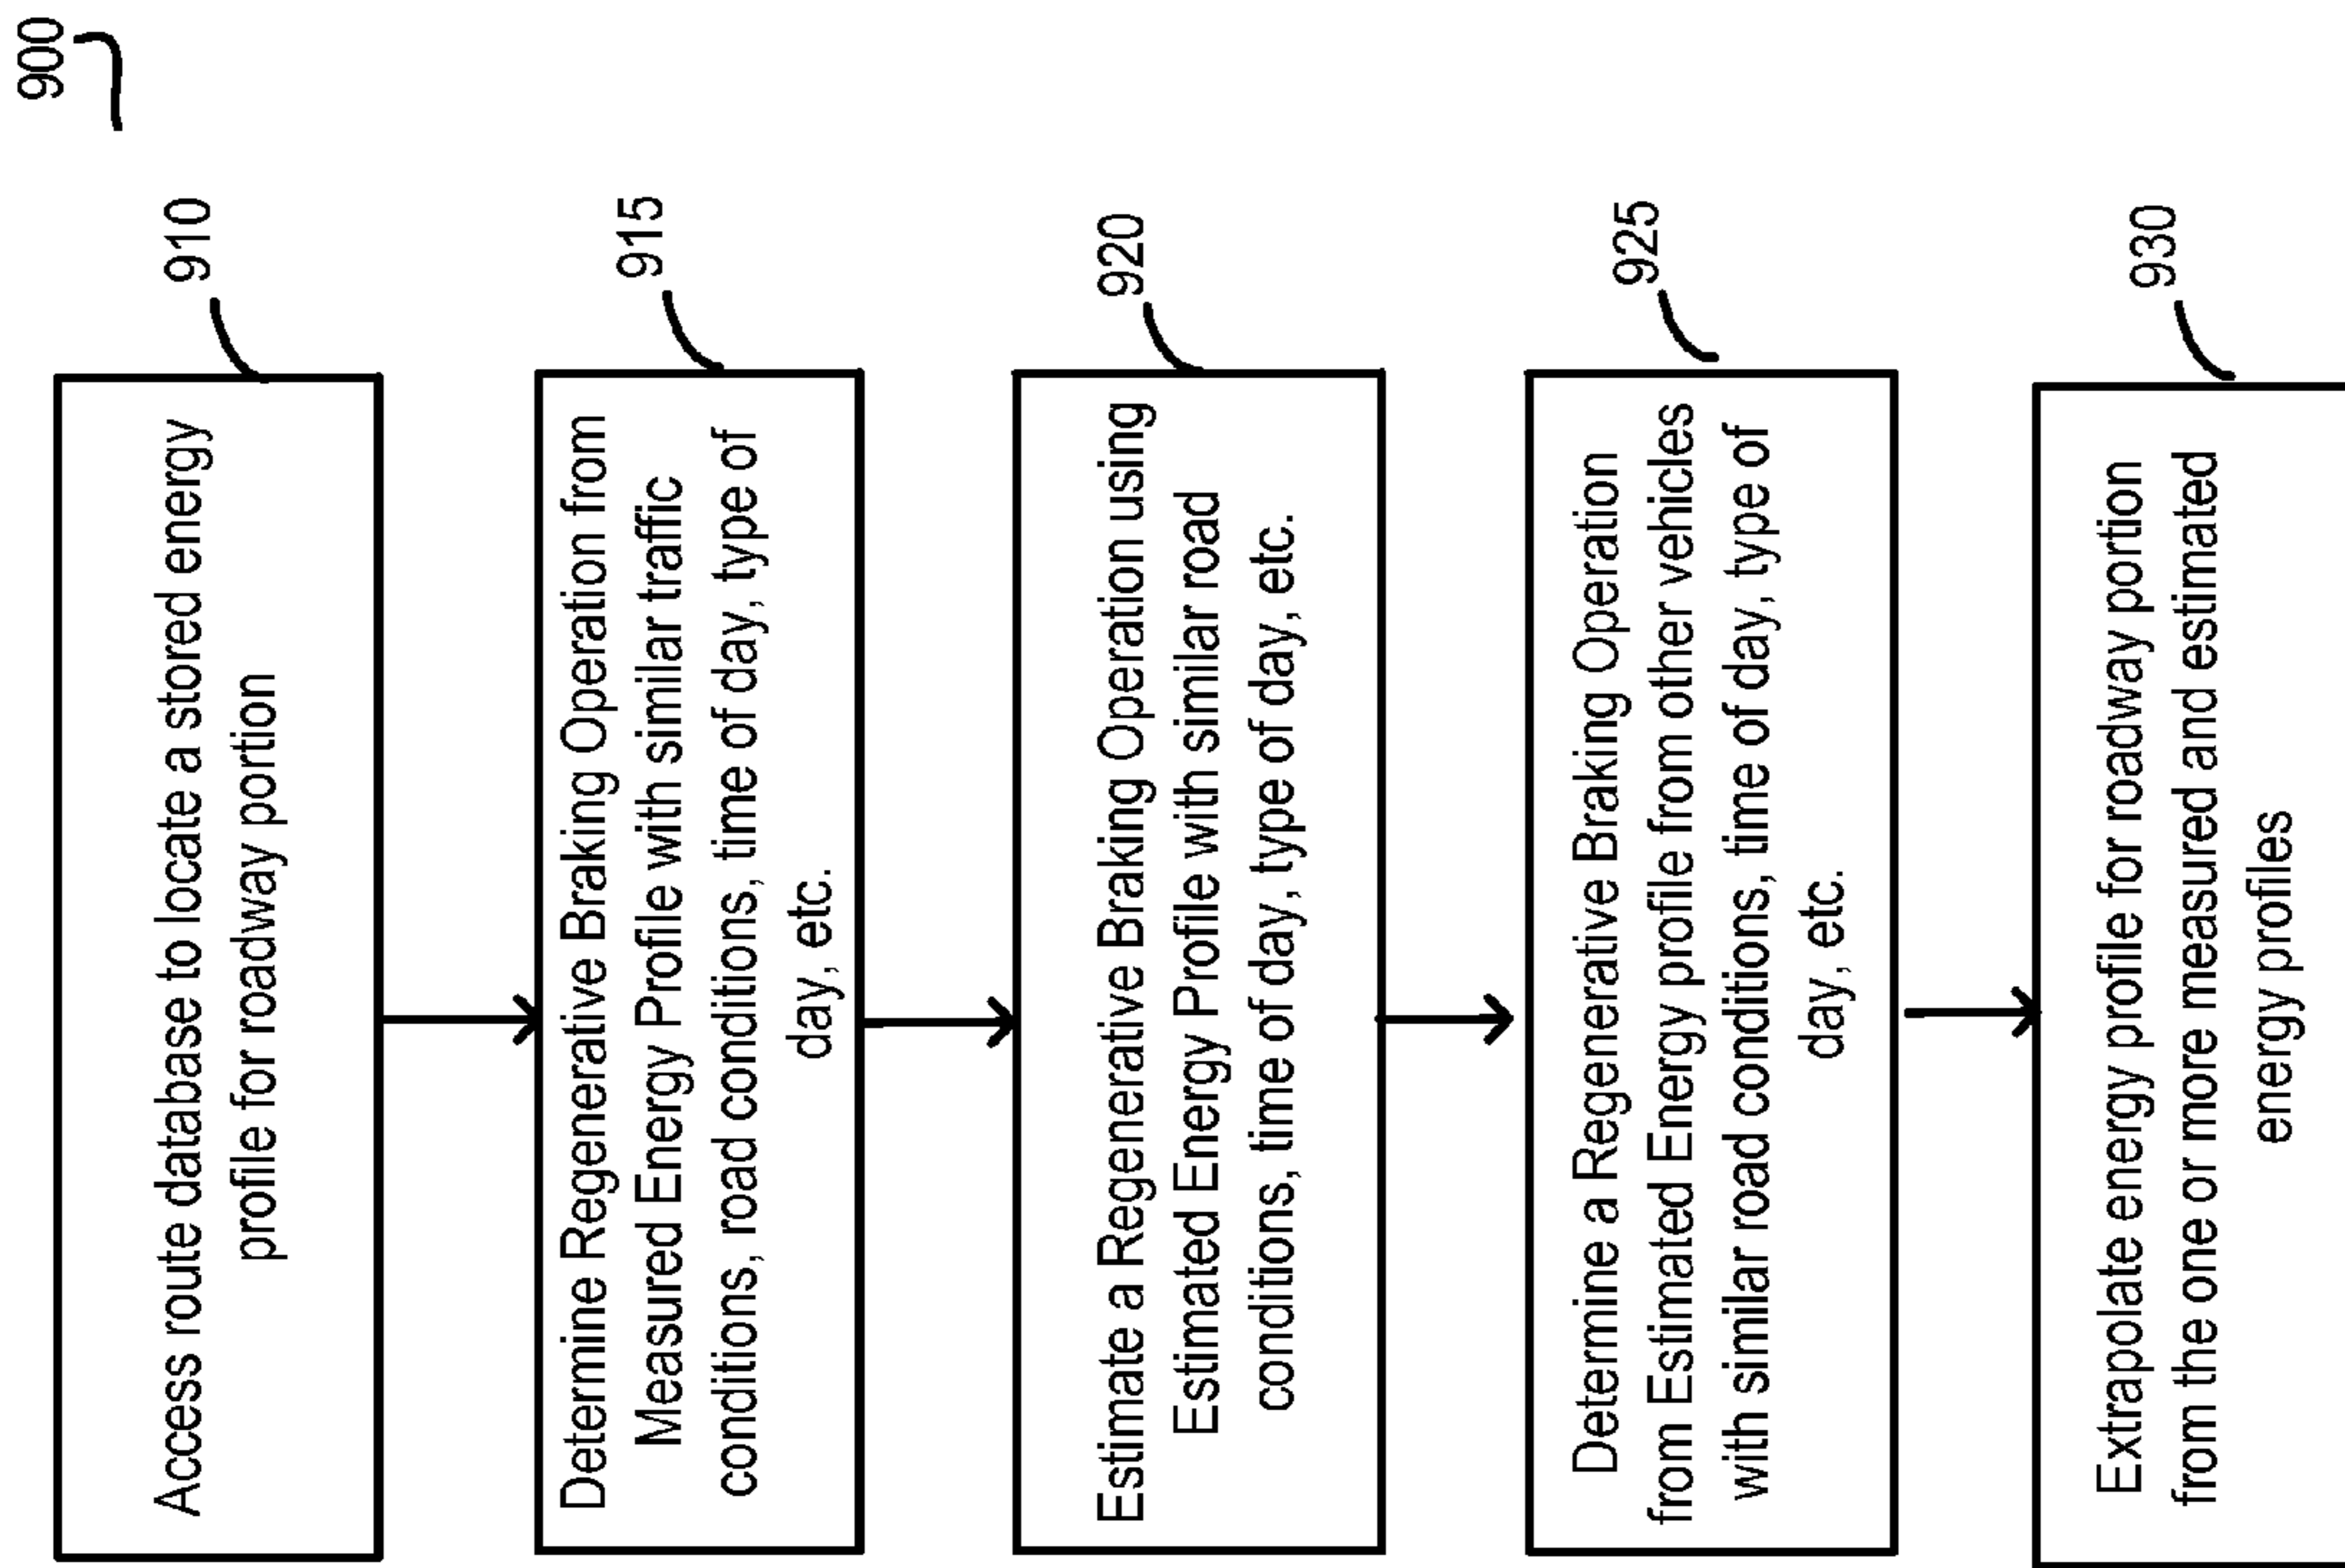 900
910
Access route database to locate a stored energy
profile for roadway portion
915
Determine Regenerative Braking Operation from
Measured Energy Profile with similar traffic
conditions, road conditions, time of day, type of
day, etc.
920
Estimate a Regenerative Braking Operation using
Estimated Energy Profile with similar road
conditions, time of day, type of day, etc.
925
Determine a Regenerative Braking Operation
from Estimated Energy profile from other vehicles
with similar road conditions, time of day, type of
day, etc.
930
Extrapolate energy profile for roadway portion
from the one or more measured and estimated
energy profiles